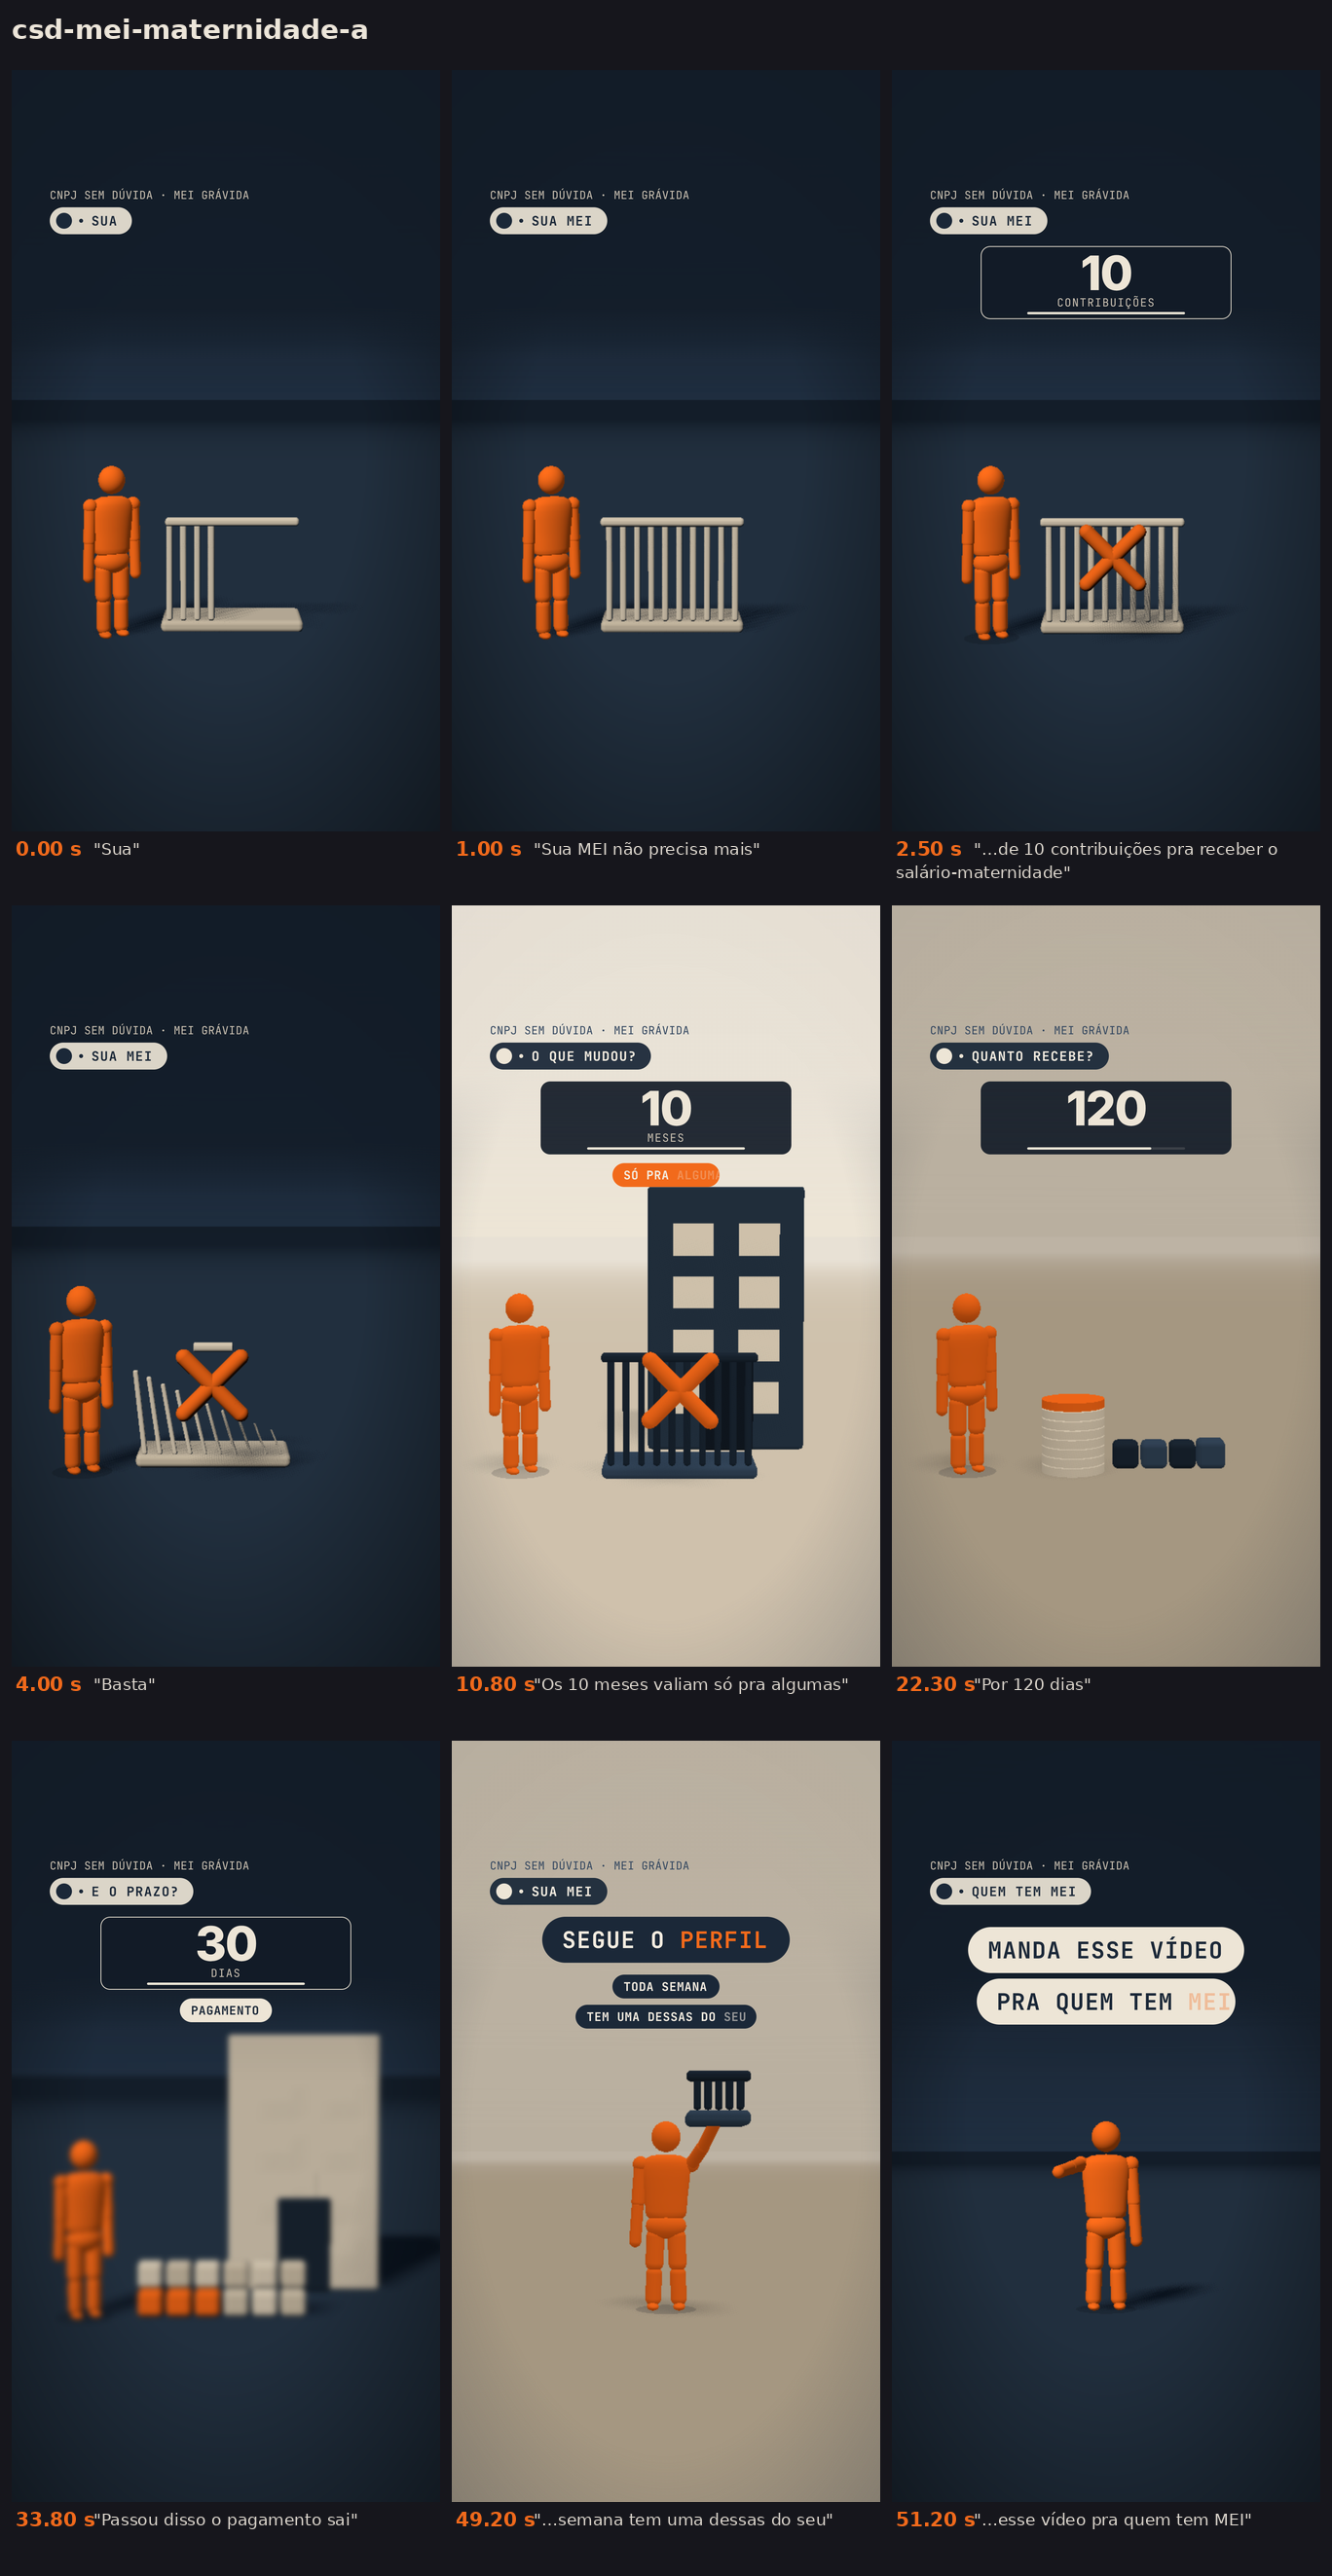 csd-mei-maternidade-a
CNPJ SEM DÚVIDA · MEI GRÁVIDA
• SUA
0.00 s "Sua"
CNPJ SEM DÚVIDA · MEI GRÁVIDA
• SUA MEI
1.00 s "Sua MEI não precisa mais"
CNPJ SEM DÚVIDA · MEI GRÁVIDA
• SUA MEI
10
CONTRIBUIÇÕES
2.50 s "...de 10 contribuições pra receber o
salário-maternidade"
CNPJ SEM DÚVIDA · MEI GRÁVIDA
• SUA MEI
4.00 s "Basta"
CNPJ SEM DÚVIDA · MEI GRÁVIDA
• O QUE MUDOU?
10
MESES
SÓ PRA ALGUM
10.80 s "Os 10 meses valiam só pra algumas"
CNPJ SEM DÚVIDA · MEI GRÁVIDA
• QUANTO RECEBE?
120
22.30 s "Por 120 dias"
CNPJ SEM DÚVIDA · MEI GRÁVIDA
• E O PRAZO?
30
DIAS
PAGAMENTO
33.80 s "Passou disso o pagamento sai"
CNPJ SEM DÚVIDA · MEI GRÁVIDA
• SUA MEI
SEGUE O PERFIL
TODA SEMANA
TEM UMA DESSAS DO SEU
49.20 s "...semana tem uma dessas do seu"
CNPJ SEM DÚVIDA · MEI GRÁVIDA
• QUEM TEM MEI
MANDA ESSE VÍDEO
PRA QUEM TEM MEI
51.20 s "...esse vídeo pra quem tem MEI"